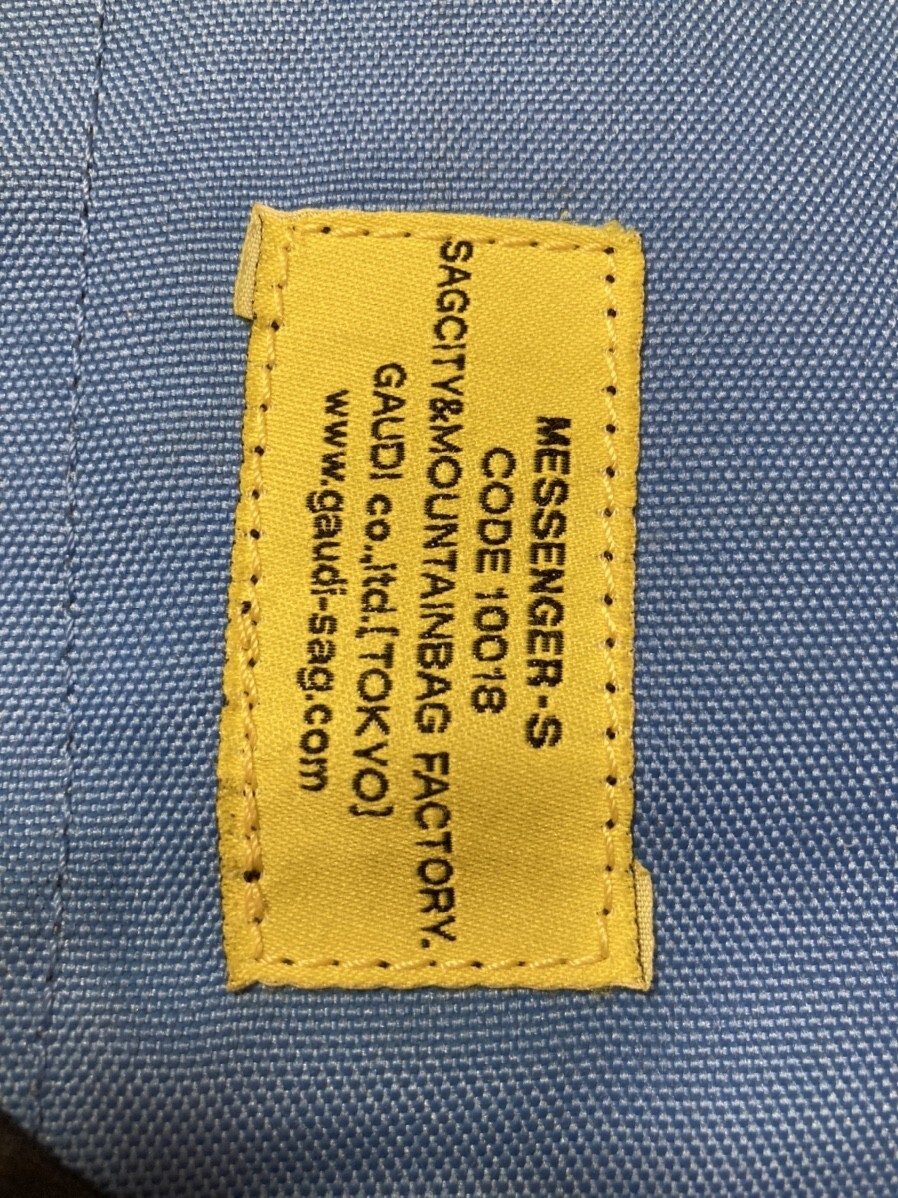 MESSENGER-S
CODE 10018
SAGCITY&MOUNTAINBAG FACTORY.
GAUDI co.,ltd.[TOKYO]
www.gaudi-sag.com